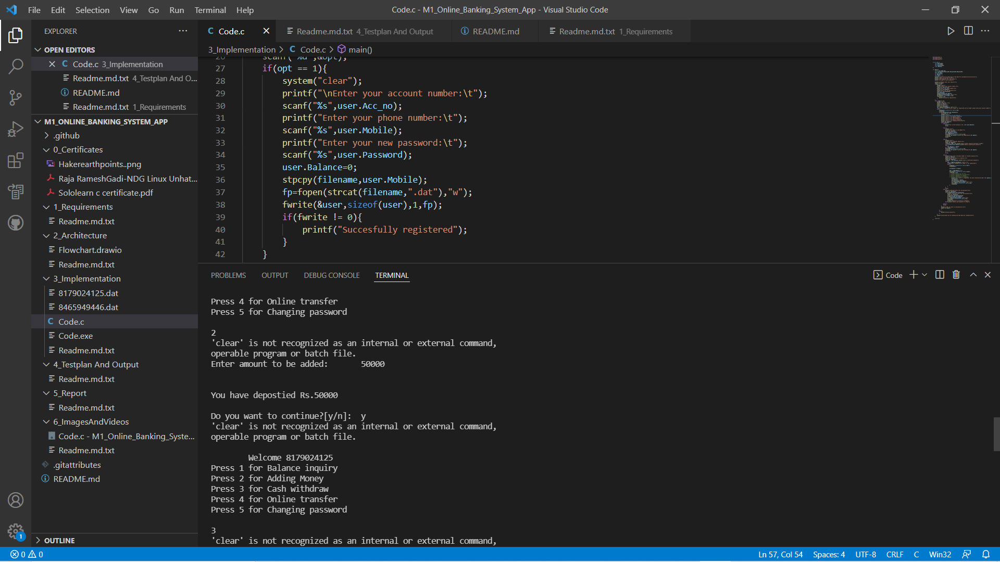 File Edit Selection View Go Run Terminal Help
Code.c - M1_Online_Banking_System_App - Visual Studio Code
EXPLORER
OPEN EDITORS
Code.c 3_Implementation
Readme.md.txt 4_Testplan And O...
README.md
Readme.md.txt 1_Requirements
M1_ONLINE_BANKING_SYSTEM_APP
.github
0_Certificates
Hakerearthpoints..png
Raja RameshGadi-NDG Linux Unhat...
Sololearn c certificate.pdf
1_Requirements
Readme.md.txt
2_Architecture
Flowchart.drawio
Readme.md.txt
3_Implementation
8179024125.dat
8465949446.dat
Code.c
Code.exe
Readme.md.txt
4_Testplan And Output
Readme.md.txt
5_Report
Readme.md.txt
6_ImagesAndVideos
Code.c - M1_Online_Banking_Syste...
Readme.md.txt
.gitattributes
README.md
OUTLINE
Code.c
Readme.md.txt 4_Testplan And Output
README.md
Readme.md.txt 1_Requirements
3_Implementation > C Code.c > main()
26 scanf("%d",&opt);
27 if(opt == 1){
28 system("clear");
29 printf("\nEnter your account number:\t");
30 scanf("%s",user.Acc_no);
31 printf("Enter your phone number:\t");
32 scanf("%s",user.Mobile);
33 printf("Enter your new password:\t");
34 scanf("%s",user.Password);
35 user.Balance=0;
36 stpcpy(filename,user.Mobile);
37 fp=fopen(strcat(filename,".dat"),"w");
38 fwrite(&user,sizeof(user),1,fp);
39 if(fwrite != 0){
40 printf("Succesfully registered");
41 }
42 }
PROBLEMS OUTPUT DEBUG CONSOLE TERMINAL
Code
Press 4 for Online transfer
Press 5 for Changing password
2
'clear' is not recognized as an internal or external command,
operable program or batch file.
Enter amount to be added: 50000
You have depostied Rs.50000
Do you want to continue?[y/n]: y
'clear' is not recognized as an internal or external command,
operable program or batch file.
Welcome 8179024125
Press 1 for Balance inquiry
Press 2 for Adding Money
Press 3 for Cash withdraw
Press 4 for Online transfer
Press 5 for Changing password
3
'clear' is not recognized as an internal or external command,
1
0 0
Ln 57, Col 54 Spaces: 4 UTF-8 CRLF C Win32